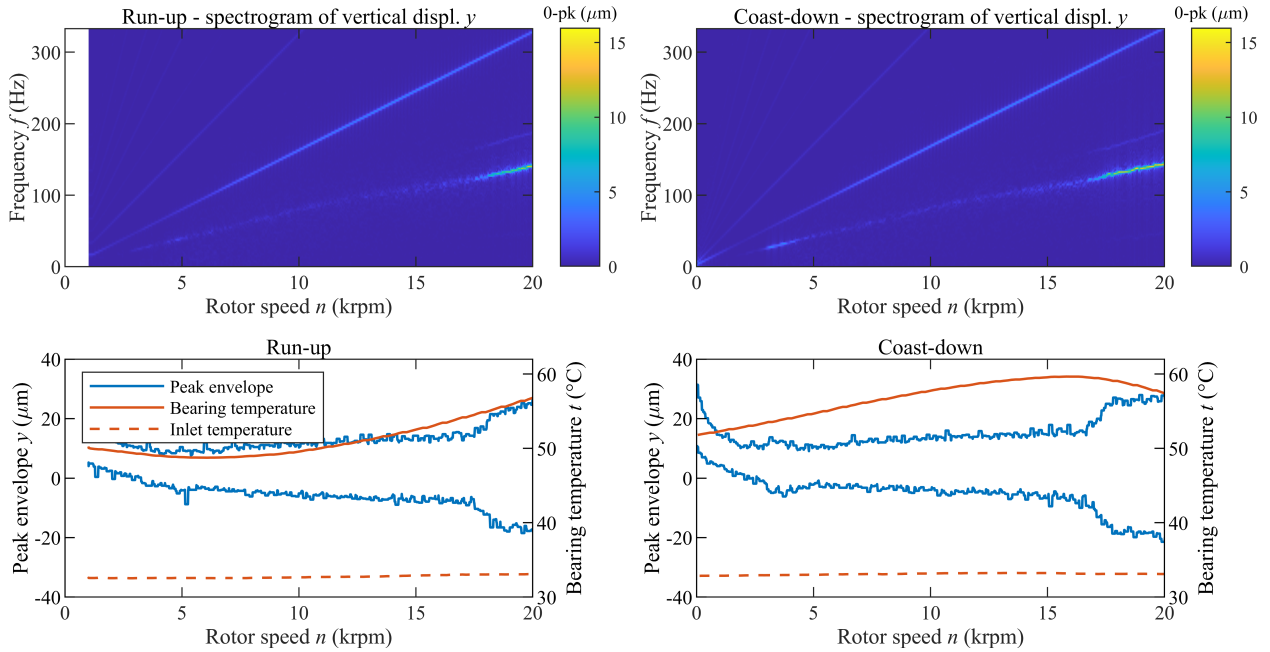 Run-up - spectrogram of vertical displ. y
0-pk (μm)
Frequency f (Hz)
300
200
100
0
0 5 10 15 20
Rotor speed n (krpm)
15
10
5
0
Coast-down - spectrogram of vertical displ. y
0-pk (μm)
Frequency f (Hz)
300
200
100
0
0 5 10 15 20
Rotor speed n (krpm)
15
10
5
0
Run-up
Peak envelope y (μm)
40
20
0
-20
-40
Peak envelope
Bearing temperature
Inlet temperature
60
50
40
30
Bearing temperature t (°C)
0 5 10 15 20
Rotor speed n (krpm)
Coast-down
Peak envelope y (μm)
40
20
0
-20
-40
60
50
40
30
Bearing temperature t (°C)
0 5 10 15 20
Rotor speed n (krpm)